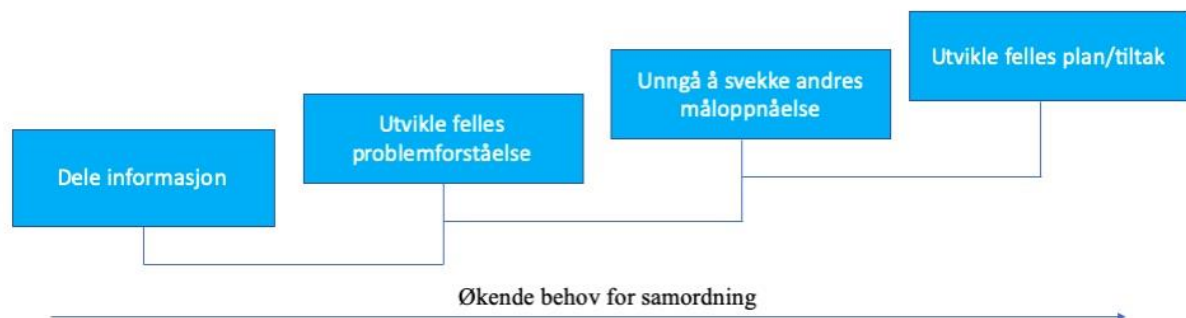 Dele informasjon
Utvikle felles
problemforståelse
Unngå å svekke andres
måloppnåelse
Utvikle felles plan/tiltak
Økende behov for samordning